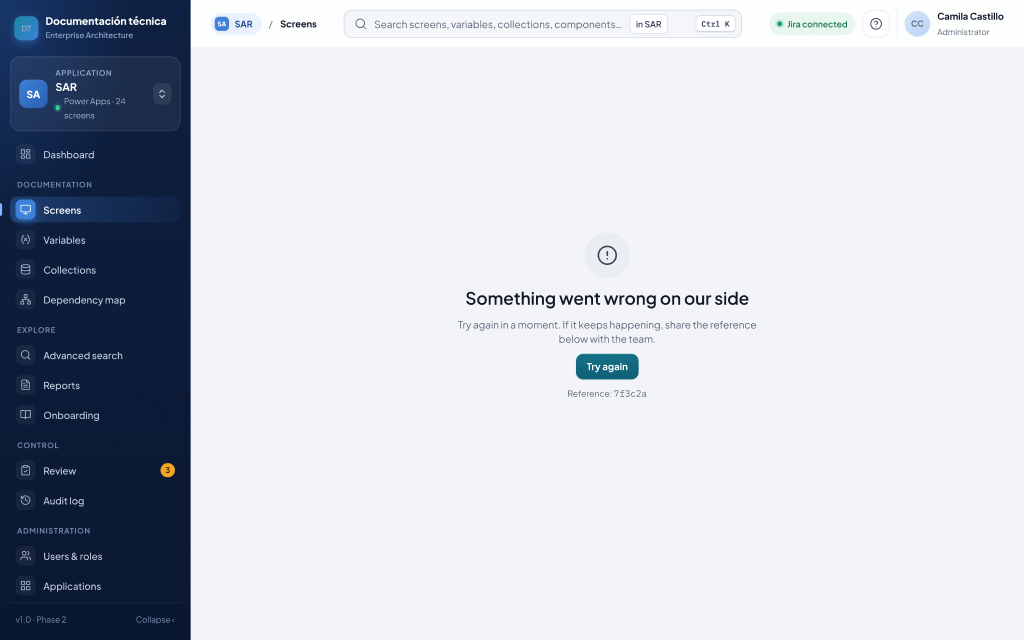 DT
Documentación técnica
Enterprise Architecture
APPLICATION
SA
SAR
Power Apps · 24
screens
Dashboard
DOCUMENTATION
Screens
Variables
Collections
Dependency map
EXPLORE
Advanced search
Reports
Onboarding
CONTROL
Review
3
Audit log
ADMINISTRATION
Users & roles
Applications
v1.0 · Phase 2
Collapse ‹
SA SAR / Screens
Search screens, variables, collections, components...
in SAR
Ctrl K
Jira connected
CC
Camila Castillo
Administrator
Something went wrong on our side
Try again in a moment. If it keeps happening, share the reference
below with the team.
Try again
Reference: 7f3c2a